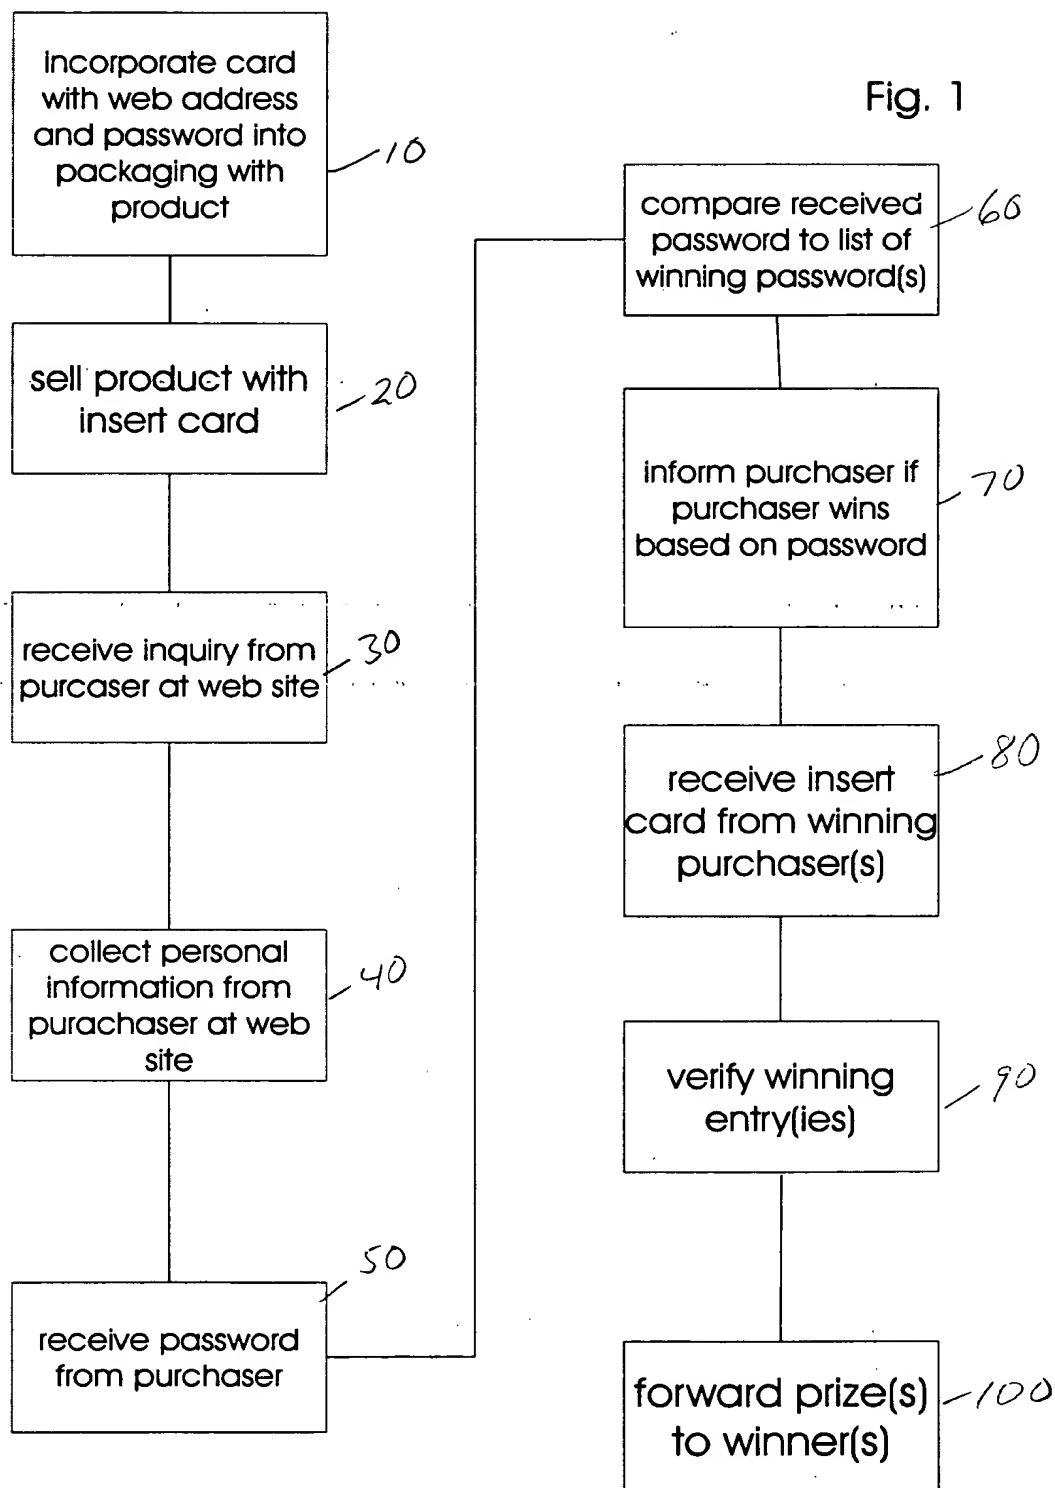 incorporate card
with web address
and password into
packaging with
product
10
sell product with
insert card
20
receive inquiry from
purcaser at web site
30
collect personal
information from
purachaser at web
site
40
receive password
from purchaser
50
Fig. 1
compare received
password to list of
winning password(s)
60
inform purchaser if
purchaser wins
based on password
70
receive insert
card from winning
purchaser(s)
80
verify winning
entry(ies)
90
forward prize(s)
to winner(s)
100